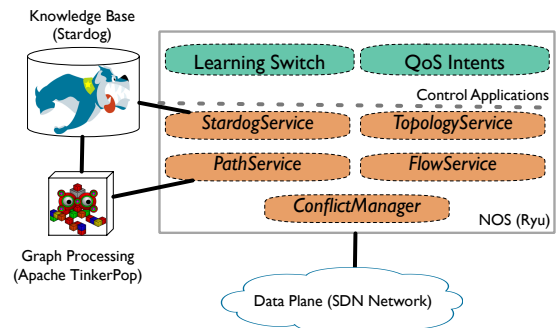 Knowledge Base
(Stardog)
Learning Switch
QoS Intents
Control Applications
StardogService
TopologyService
PathService
FlowService
ConflictManager
NOS (Ryu)
Graph Processing
(Apache TinkerPop)
Data Plane (SDN Network)